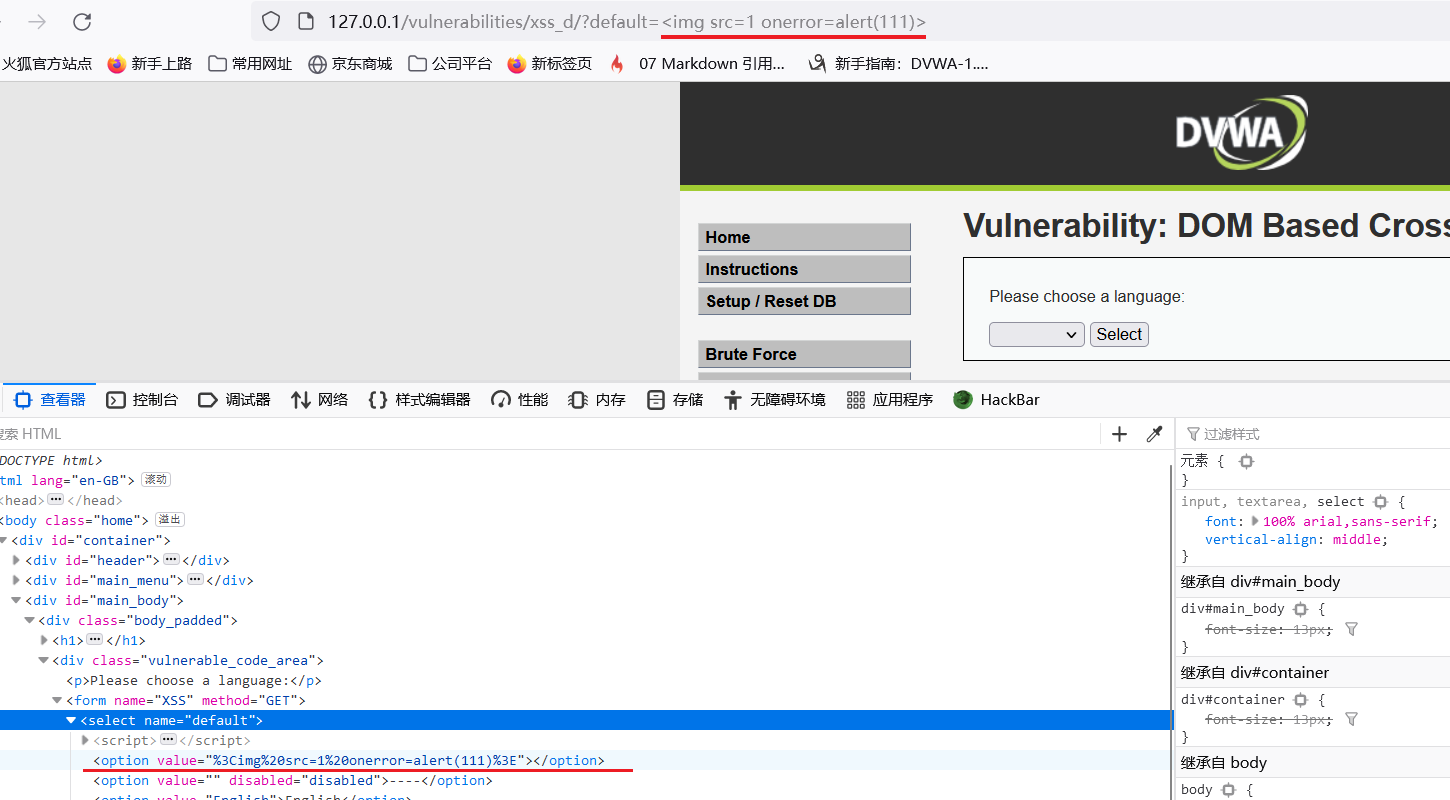 127.0.0.1/vulnerabilities/xss_d/?default=<img src=1 onerror=alert(111)>
火狐官方站点 新手上路 常用网址 京东商城 公司平台 新标签页 07 Markdown 引用... 新手指南：DVWA-1....
DVWA
Vulnerability: DOM Based Cross
Home
Instructions
Setup / Reset DB
Brute Force
Please choose a language:
Select
查看器 控制台 调试器 网络 样式编辑器 性能 内存 存储 无障碍环境 应用程序 HackBar
搜索 HTML
过滤样式
DOCTYPE html>
tml lang="en-GB"> 滚动
<head> ··· </head>
<body class="home"> 溢出
<div id="container">
<div id="header"> ··· </div>
<div id="main_menu"> ··· </div>
<div id="main_body">
<div class="body_padded">
<h1> ··· </h1>
<div class="vulnerable_code_area">
<p>Please choose a language:</p>
<form name="XSS" method="GET">
<select name="default">
<script> ··· </script>
<option value="%3Cimg%20src=1%20onerror=alert(111)%3E"></option>
<option value="" disabled="disabled">----</option>
<option value="English">English</option>
元素 {
}
input, textarea, select {
font: 100% arial,sans-serif;
vertical-align: middle;
}
继承自 div#main_body
div#main_body {
font-size: 13px;
}
继承自 div#container
div#container {
font-size: 13px;
}
继承自 body
body {